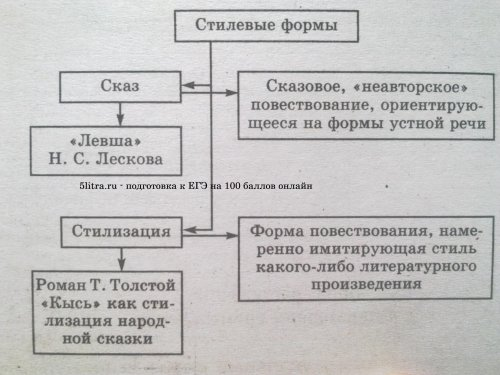 Стилевые формы
Сказ
Сказовое, «неавторское»
повествование, ориентирую-
щееся на формы устной речи
«Левша»
Н. С. Лескова
5litra.ru - подготовка к ЕГЭ на 100 баллов онлайн
Стилизация
Форма повествования, наме-
ренно имитирующая стиль
какого-либо литературного
произведения
Роман Т. Толстой
«Кысь» как сти-
лизация народ-
ной сказки